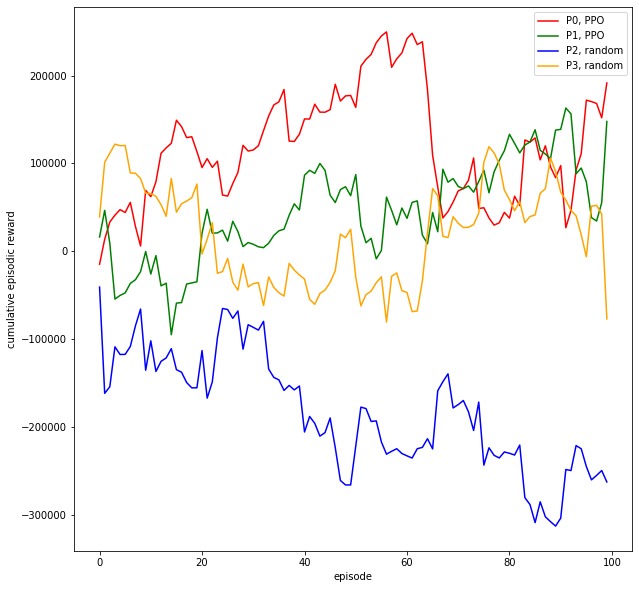 P0, PPO
P1, PPO
P2, random
P3, random
200000
100000
0
−100000
−200000
−300000
cumulative episodic reward
0 20 40 60 80 100
episode